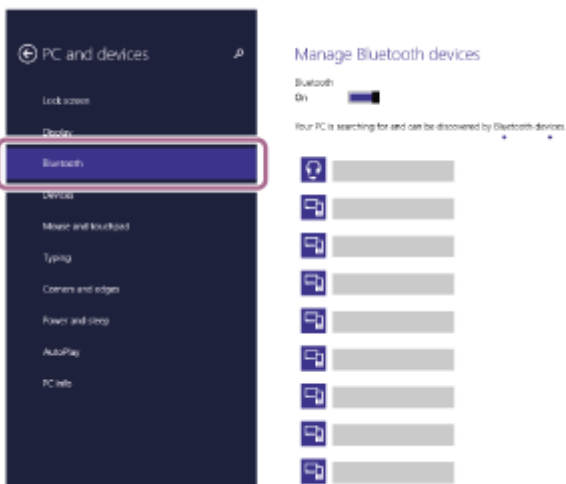 PC and devices
Lock screen
Display
Bluetooth
Devices
Mouse and touchpad
Typing
Corners and edges
Power and sleep
AutoPlay
PC info
Manage Bluetooth devices
Bluetooth
On
Your PC is searching for and can be discovered by Bluetooth devices.